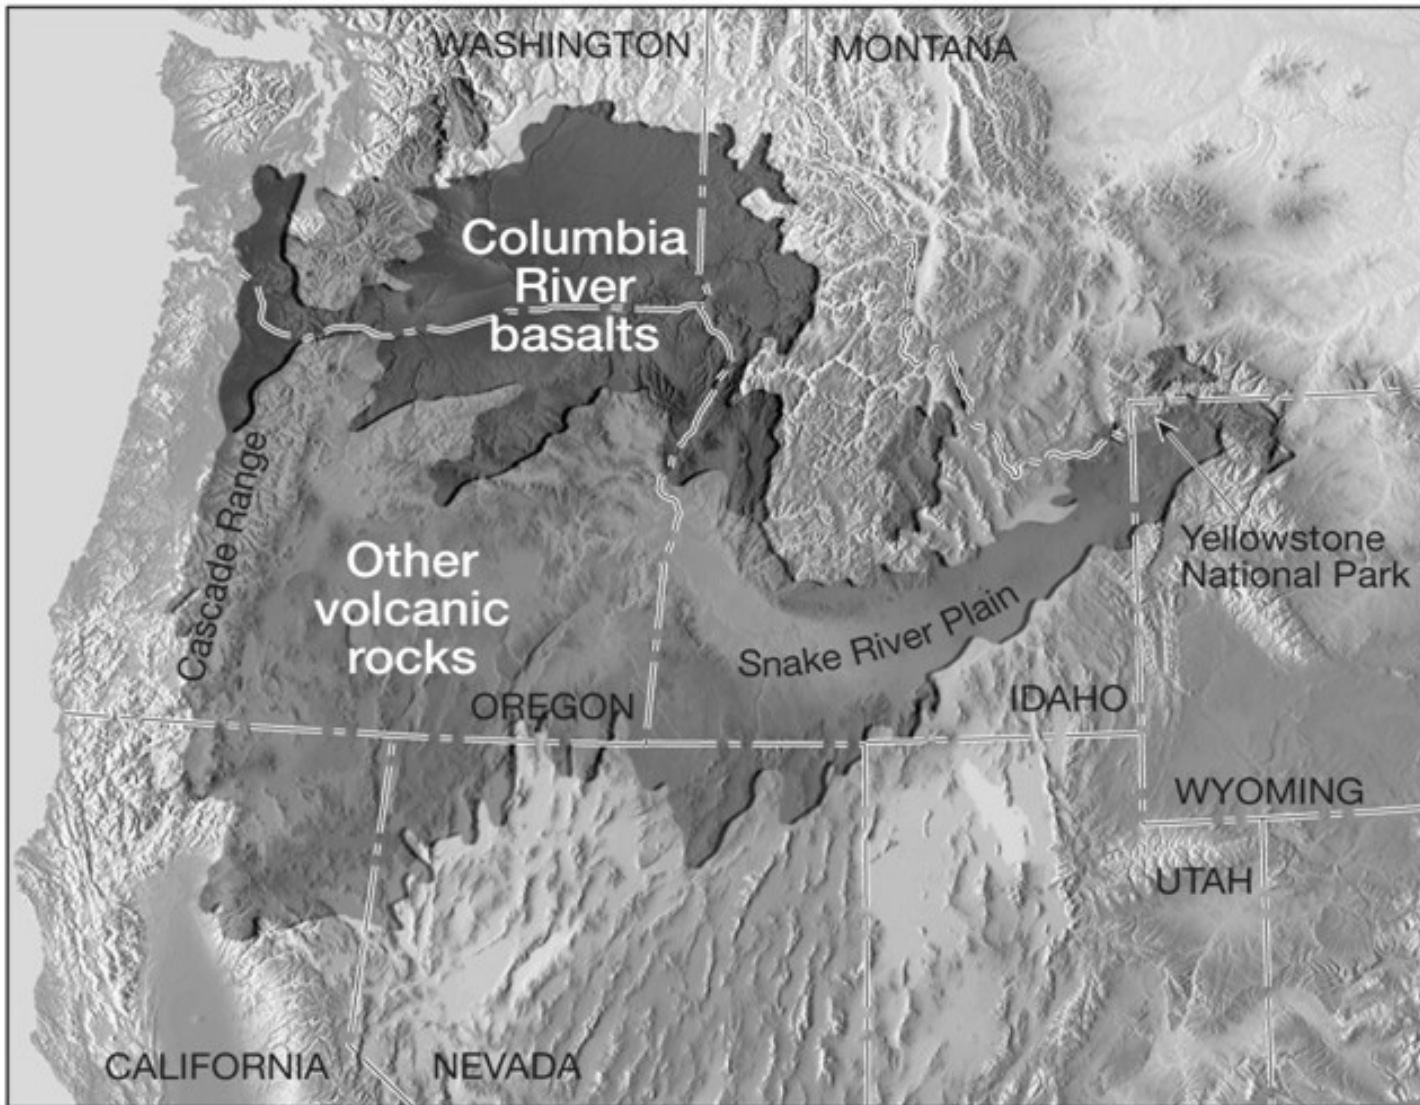 WASHINGTON
MONTANA
Columbia
River
basalts
Cascade Range
Yellowstone
National Park
Other
volcanic
rocks
Snake River Plain
OREGON
IDAHO
WYOMING
UTAH
CALIFORNIA
NEVADA